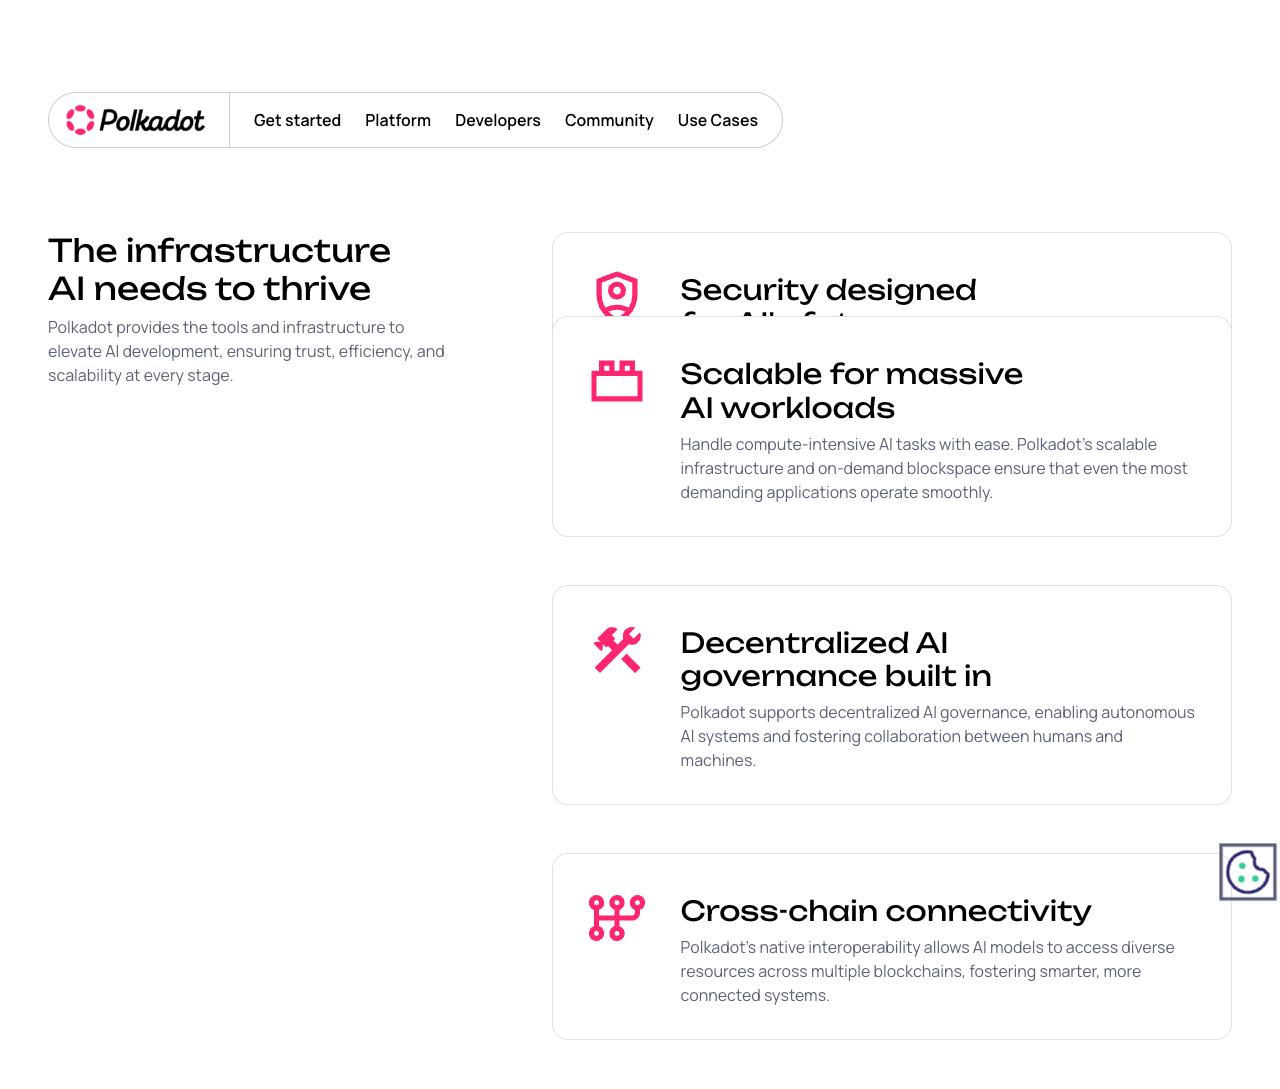 Polkadot
Get started
Platform
Developers
Community
Use Cases
The infrastructure
AI needs to thrive
Polkadot provides the tools and infrastructure to
elevate AI development, ensuring trust, efficiency, and
scalability at every stage.
Security designed
Scalable for massive
AI workloads
Handle compute-intensive AI tasks with ease. Polkadot’s scalable
infrastructure and on-demand blockspace ensure that even the most
demanding applications operate smoothly.
Decentralized AI
governance built in
Polkadot supports decentralized AI governance, enabling autonomous
AI systems and fostering collaboration between humans and
machines.
Cross-chain connectivity
Polkadot’s native interoperability allows AI models to access diverse
resources across multiple blockchains, fostering smarter, more
connected systems.